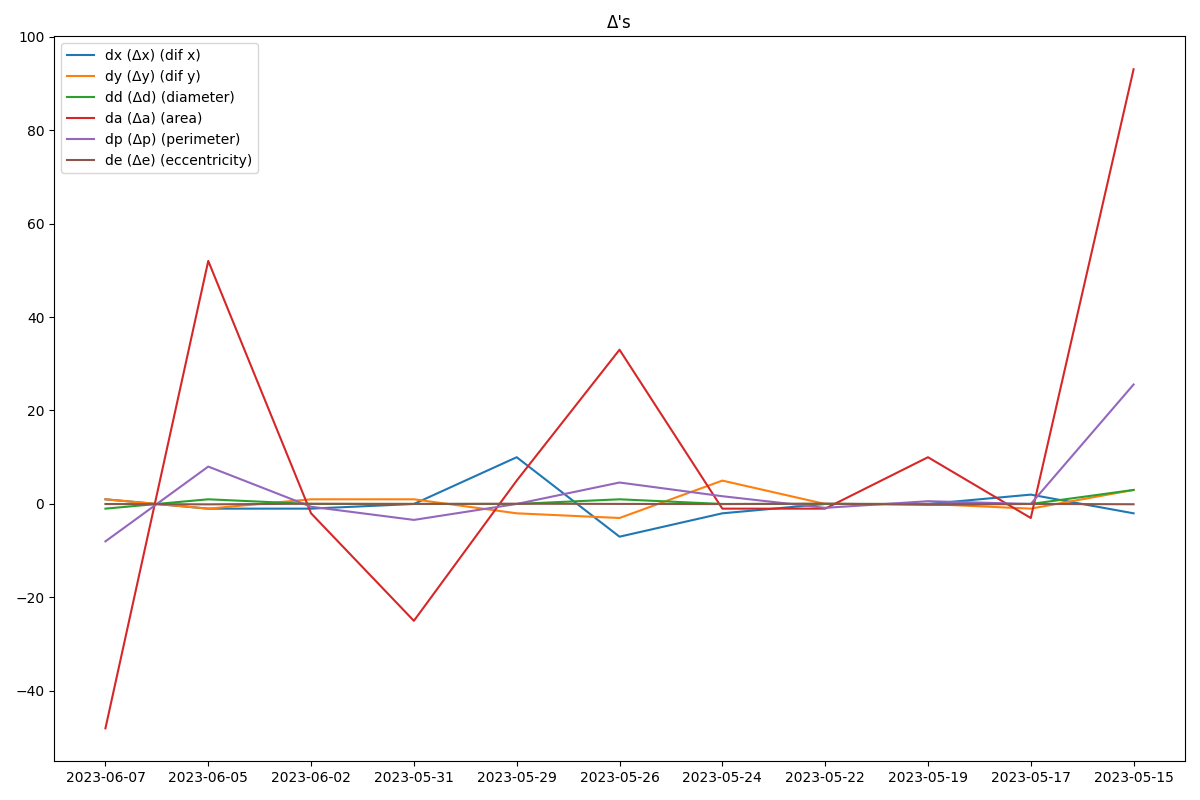 Δ's
dx (Δx) (dif x)
dy (Δy) (dif y)
dd (Δd) (diameter)
da (Δa) (area)
dp (Δp) (perimeter)
de (Δe) (eccentricity)
100
80
60
40
20
0
−20
−40
2023-06-07 2023-06-05 2023-06-02 2023-05-31 2023-05-29 2023-05-26 2023-05-24 2023-05-22 2023-05-19 2023-05-17 2023-05-15